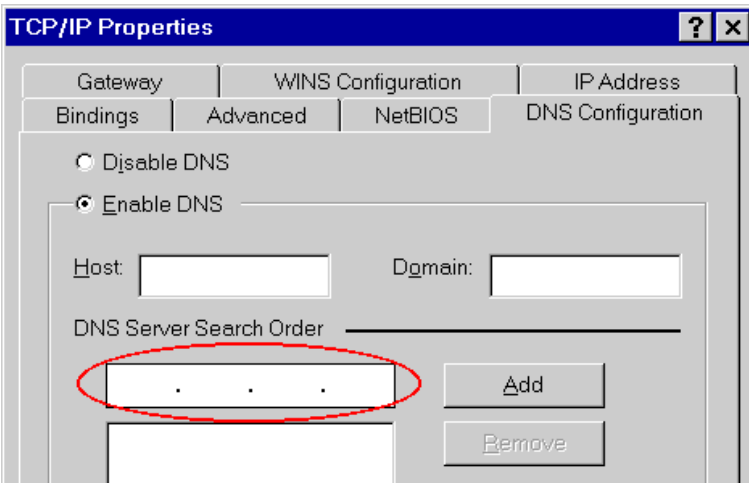 TCP/IP Properties
Gateway WINS Configuration IP Address
Bindings Advanced NetBIOS DNS Configuration
Disable DNS
Enable DNS
Host: Domain:
DNS Server Search Order
. . . Add
Remove